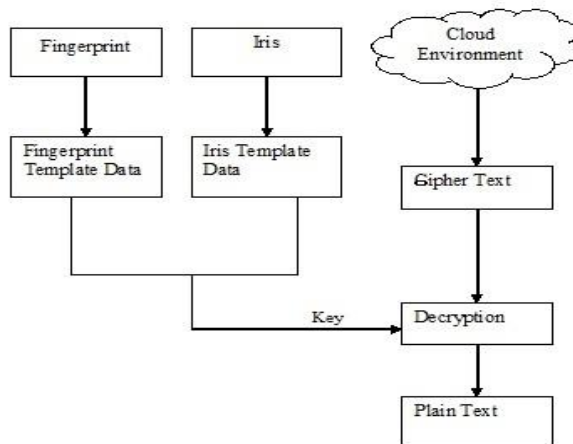 Fingerprint
Iris
Cloud
Environment
Fingerprint
Template Data
Iris Template
Data
Cipher Text
Key
Decryption
Plain Text